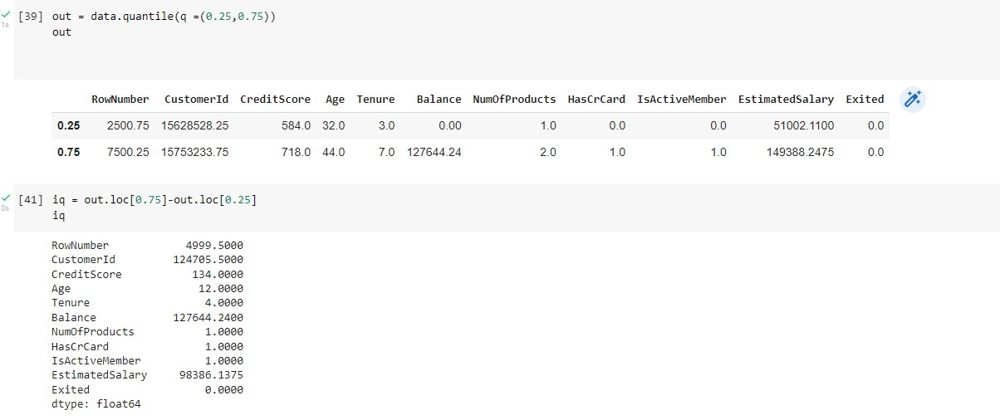 [39] out = data.quantile(q =(0.25,0.75))
1s
out
RowNumber CustomerId CreditScore Age Tenure Balance NumOfProducts HasCrCard IsActiveMember EstimatedSalary Exited
0.25 2500.75 15628528.25 584.0 32.0 3.0 0.00 1.0 0.0 0.0 51002.1100 0.0
0.75 7500.25 15753233.75 718.0 44.0 7.0 127644.24 2.0 1.0 1.0 149388.2475 0.0
[41] iq = out.loc[0.75]-out.loc[0.25]
0s
iq
RowNumber 4999.5000
CustomerId 124705.5000
CreditScore 134.0000
Age 12.0000
Tenure 4.0000
Balance 127644.2400
NumOfProducts 1.0000
HasCrCard 1.0000
IsActiveMember 1.0000
EstimatedSalary 98386.1375
Exited 0.0000
dtype: float64